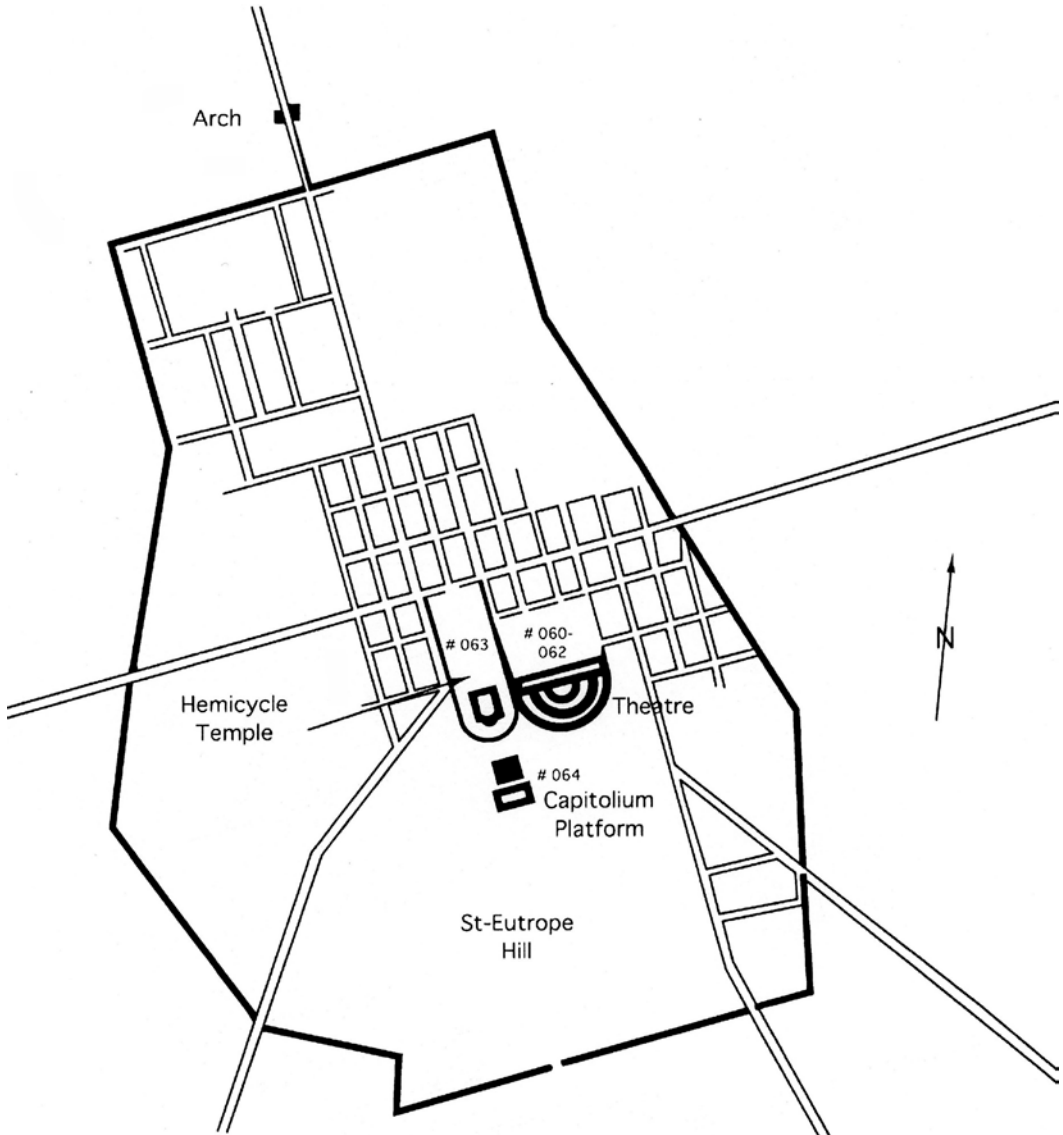 Arch
# 063
# 060-
062
Hemicycle
Temple
Theatre
# 064
Capitolium
Platform
N
St-Eutrope
Hill